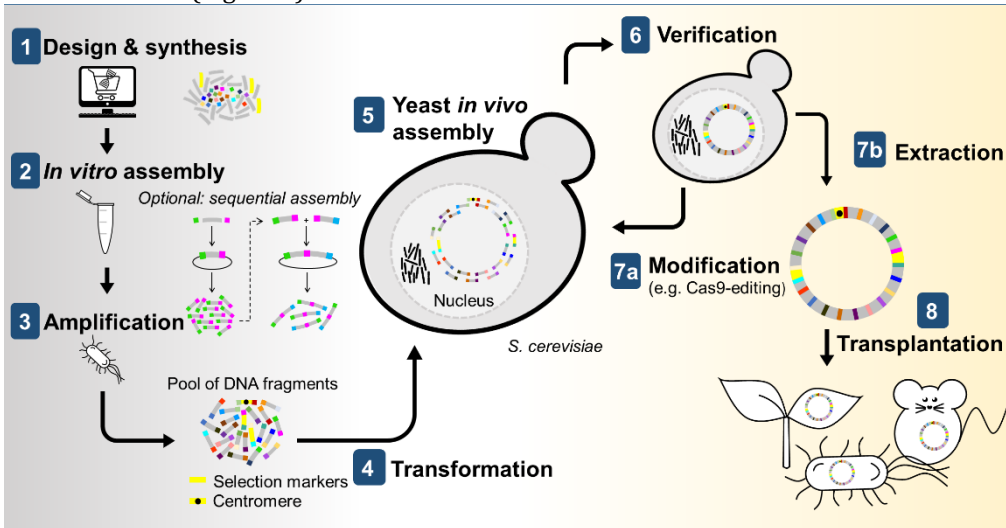 1 Design & synthesis
2 In vitro assembly
Optional: sequential assembly
+
3 Amplification
Pool of DNA fragments
Selection markers
Centromere
4 Transformation
5 Yeast in vivo
assembly
Nucleus
S. cerevisiae
6 Verification
7a Modification
(e.g. Cas9-editing)
7b Extraction
8
Transplantation